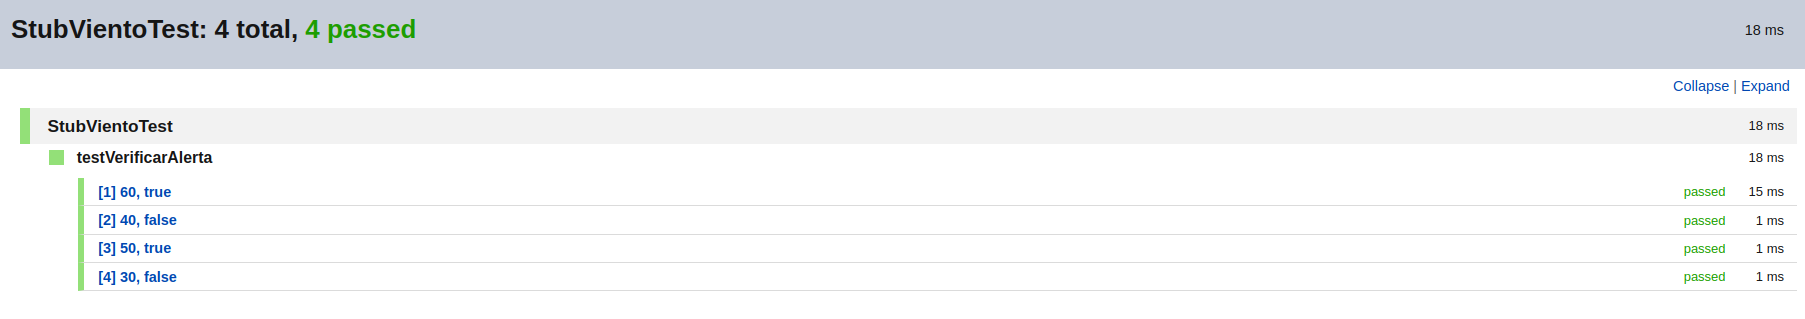 StubVientoTest: 4 total, 4 passed 18 ms
Collapse | Expand
StubVientoTest 18 ms
testVerificarAlerta 18 ms
[1] 60, true passed 15 ms
[2] 40, false passed 1 ms
[3] 50, true passed 1 ms
[4] 30, false passed 1 ms